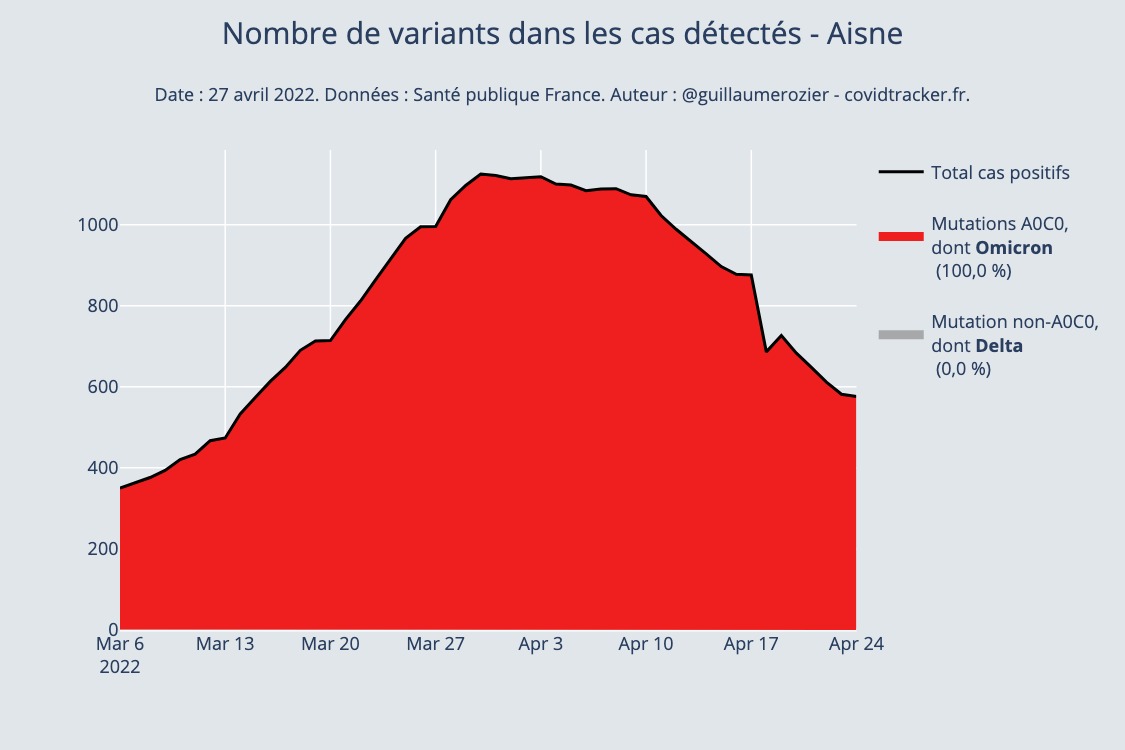 Nombre de variants dans les cas détectés - Aisne
Date : 27 avril 2022. Données : Santé publique France. Auteur : @guillaumerozier - covidtracker.fr.
Total cas positifs
Mutations A0C0,
dont Omicron
(100,0 %)
Mutation non-A0C0,
dont Delta
(0,0 %)
1000
800
600
400
200
0
Mar 6 Mar 13 Mar 20 Mar 27 Apr 3 Apr 10 Apr 17 Apr 24
2022